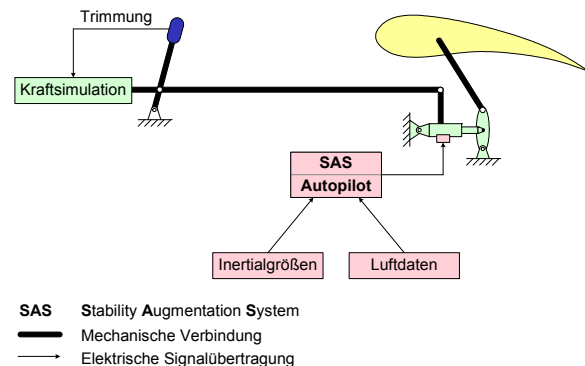 Trimmung
Kraftsimulation
SAS
Autopilot
Inertialgrößen
Luftdaten
SAS Stability Augmentation System
Mechanische Verbindung
Elektrische Signalübertragung